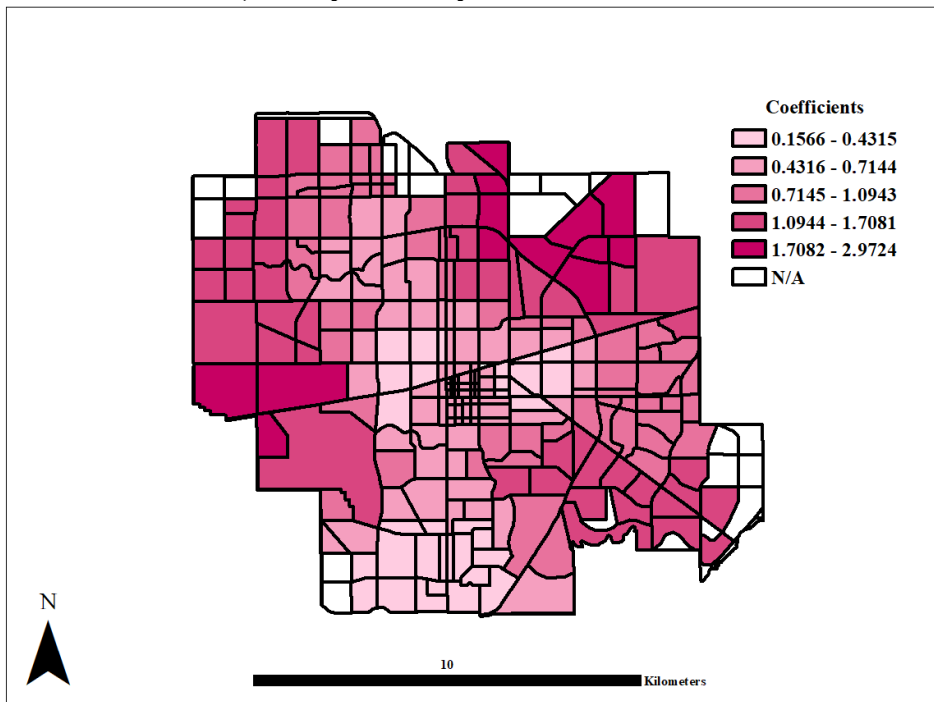 Coefficients
0.1566 - 0.4315
0.4316 - 0.7144
0.7145 - 1.0943
1.0944 - 1.7081
1.7082 - 2.9724
N/A
N
10
Kilometers